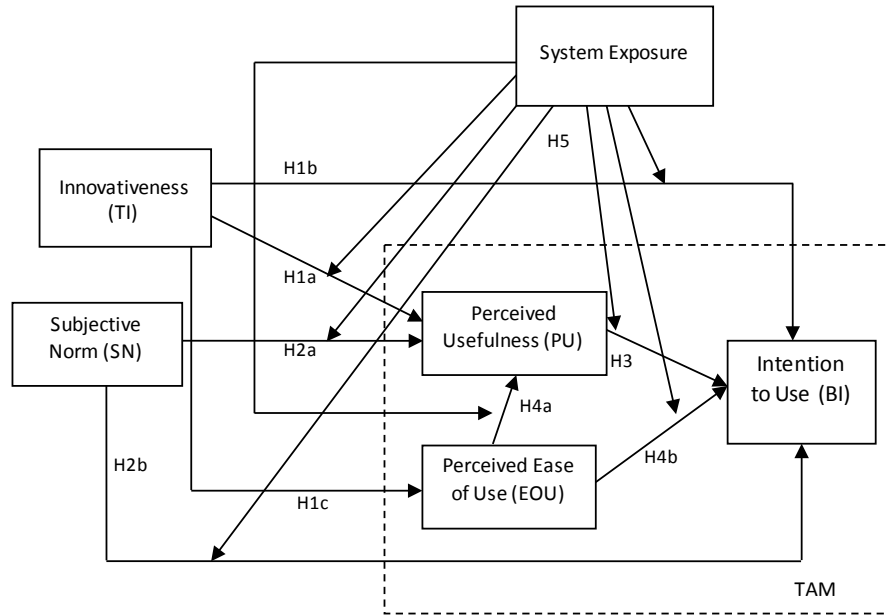 System Exposure
H5
H1b
Innovativeness
(TI)
H1a
Perceived
Usefulness (PU)
Subjective
Norm (SN)
H2a
H3
Intention
to Use (BI)
H4a
H2b
Perceived Ease
of Use (EOU)
H4b
H1c
TAM